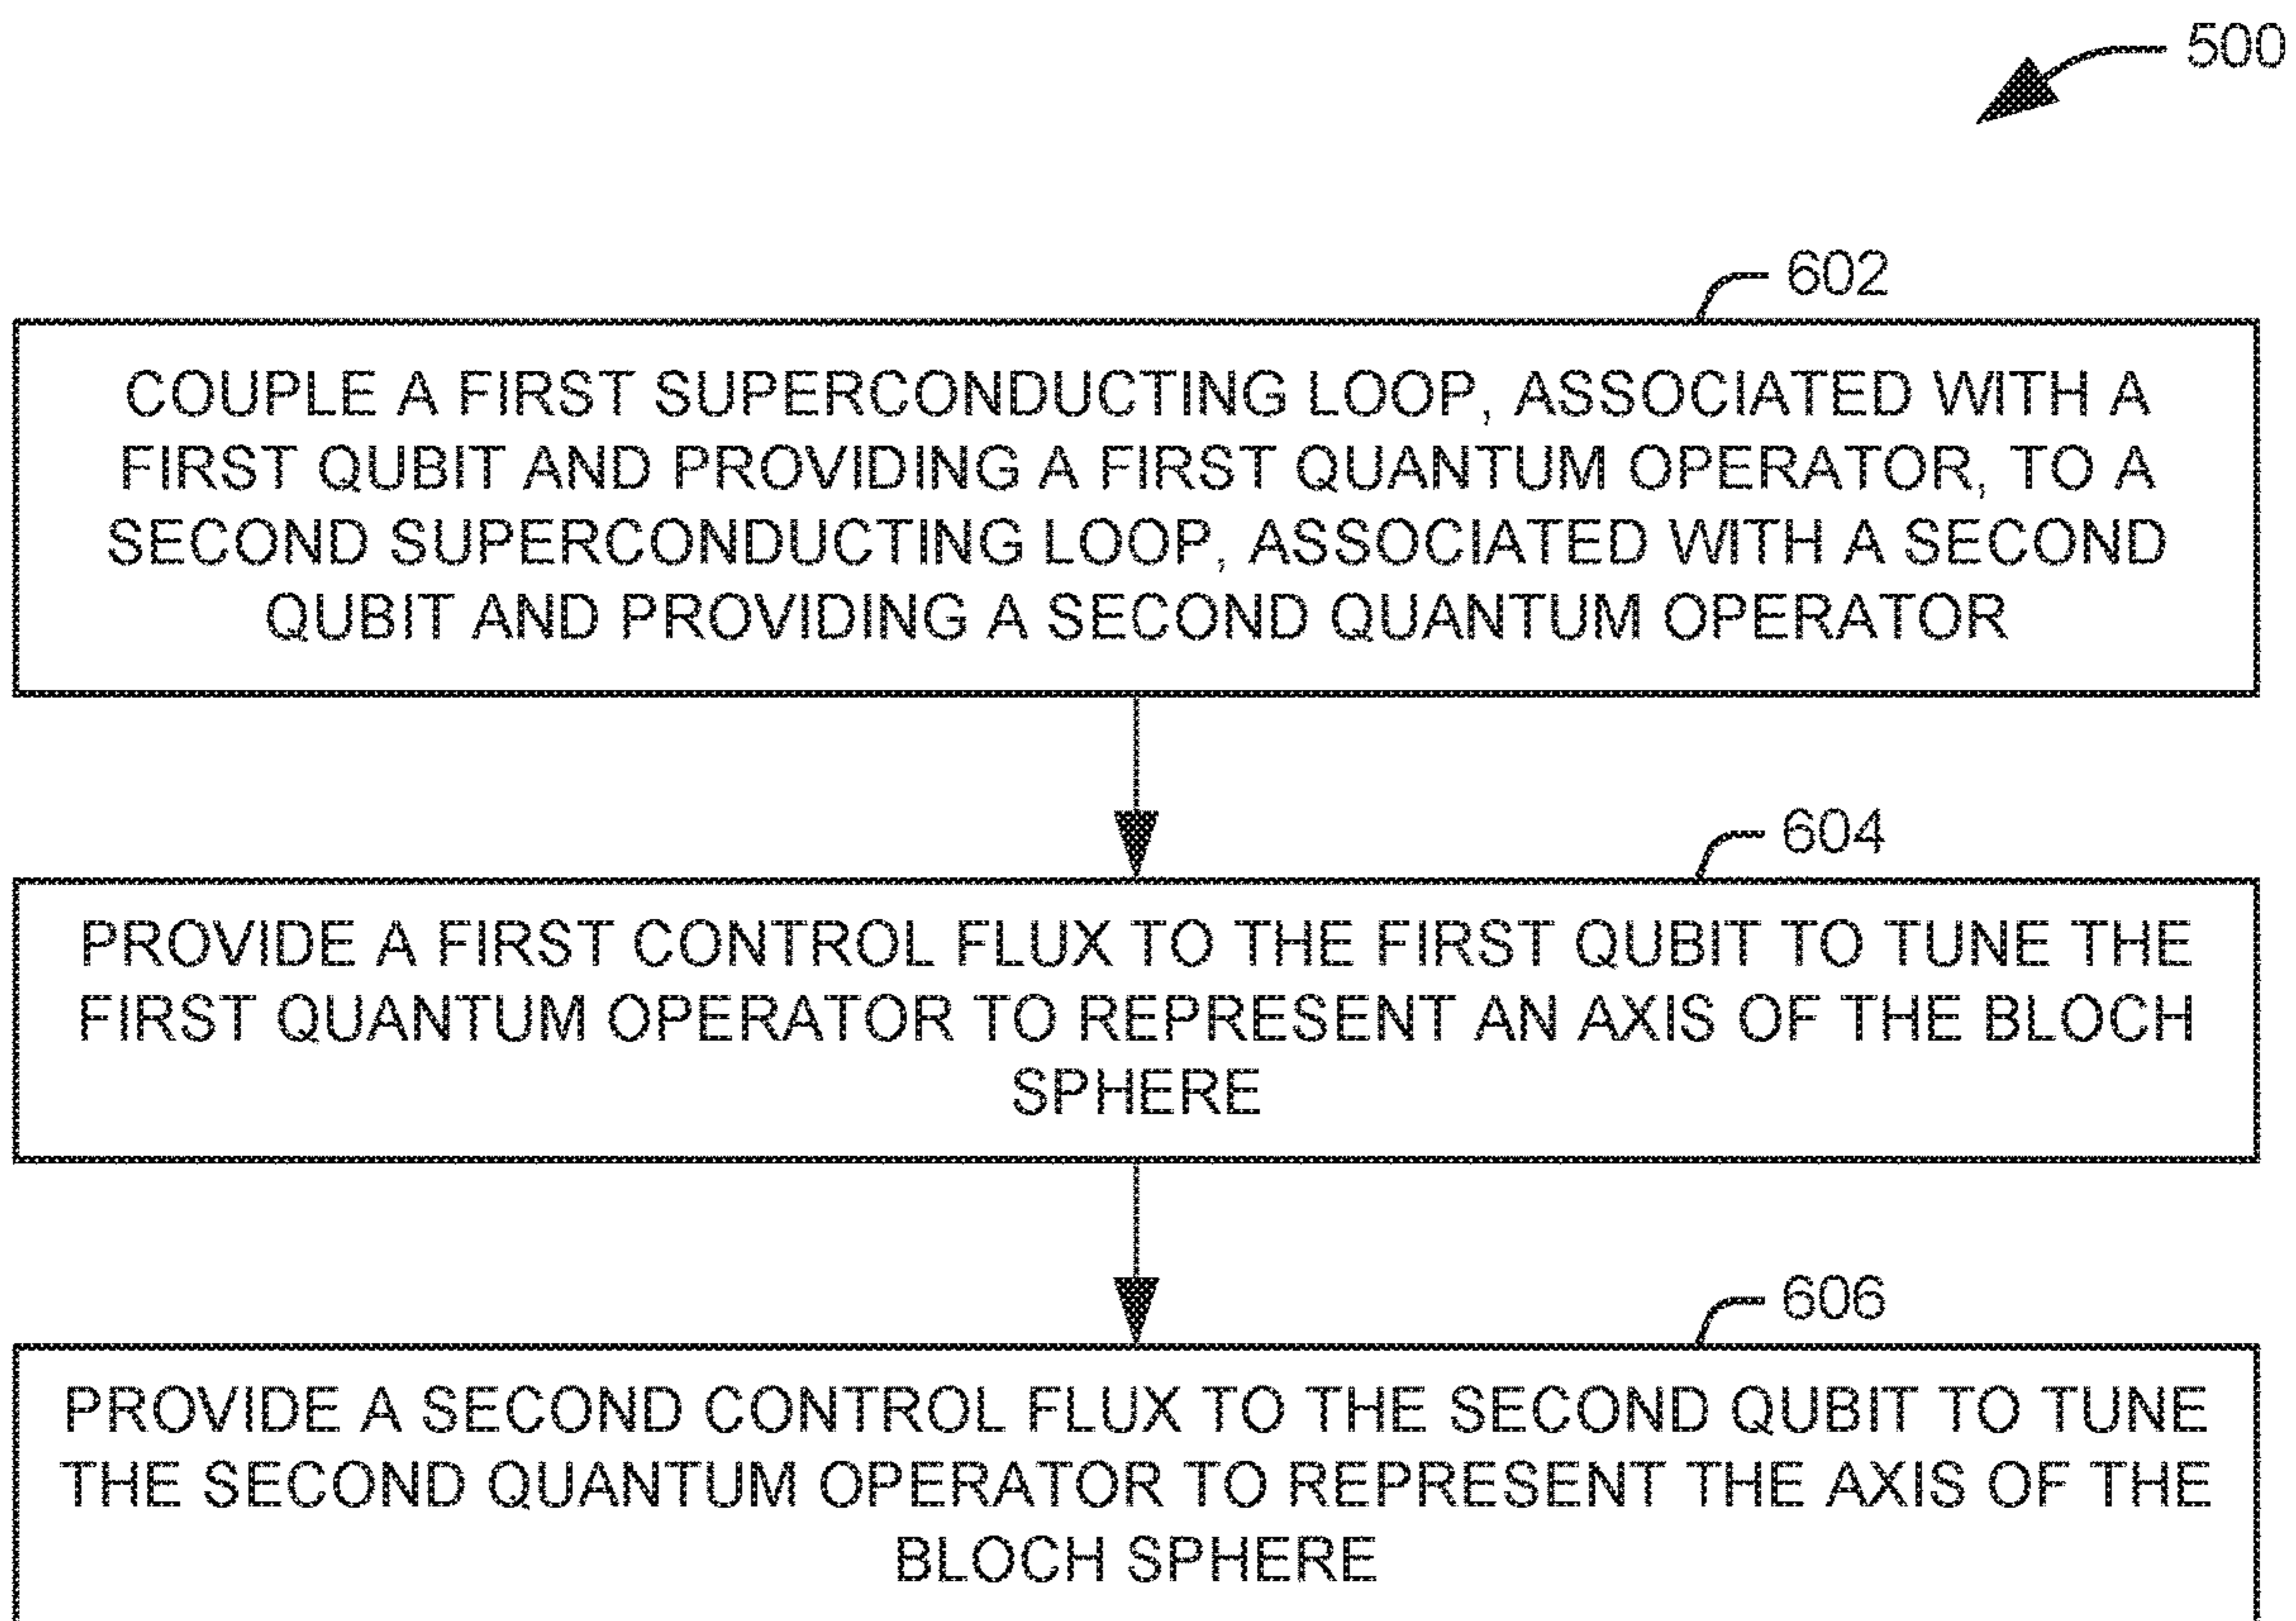 500
602
COUPLE A FIRST SUPERCONDUCTING LOOP, ASSOCIATED WITH A
FIRST QUBIT AND PROVIDING A FIRST QUANTUM OPERATOR, TO A
SECOND SUPERCONDUCTING LOOP, ASSOCIATED WITH A SECOND
QUBIT AND PROVIDING A SECOND QUANTUM OPERATOR
604
PROVIDE A FIRST CONTROL FLUX TO THE FIRST QUBIT TO TUNE THE
FIRST QUANTUM OPERATOR TO REPRESENT AN AXIS OF THE BLOCH
SPHERE
606
PROVIDE A SECOND CONTROL FLUX TO THE SECOND QUBIT TO TUNE
THE SECOND QUANTUM OPERATOR TO REPRESENT THE AXIS OF THE
BLOCH SPHERE